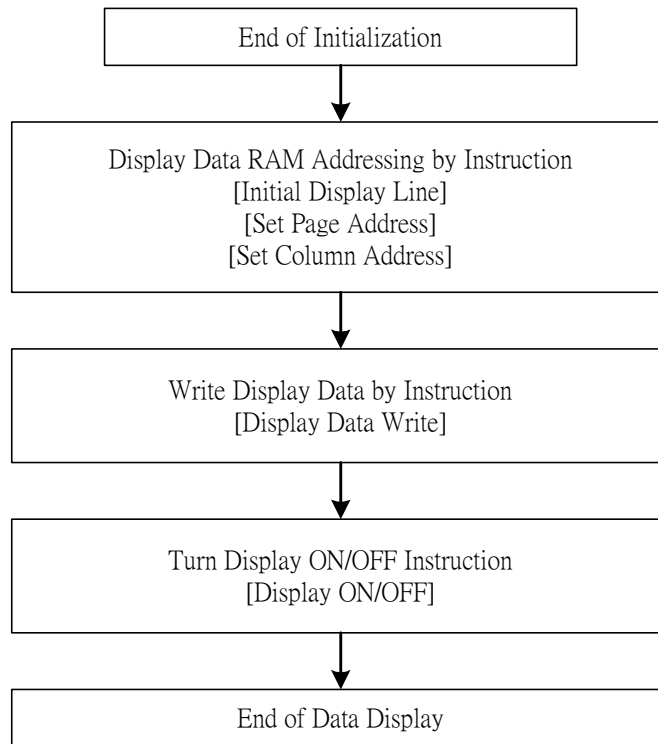 End of Initialization
Display Data RAM Addressing by Instruction
[Initial Display Line]
[Set Page Address]
[Set Column Address]
Write Display Data by Instruction
[Display Data Write]
Turn Display ON/OFF Instruction
[Display ON/OFF]
End of Data Display